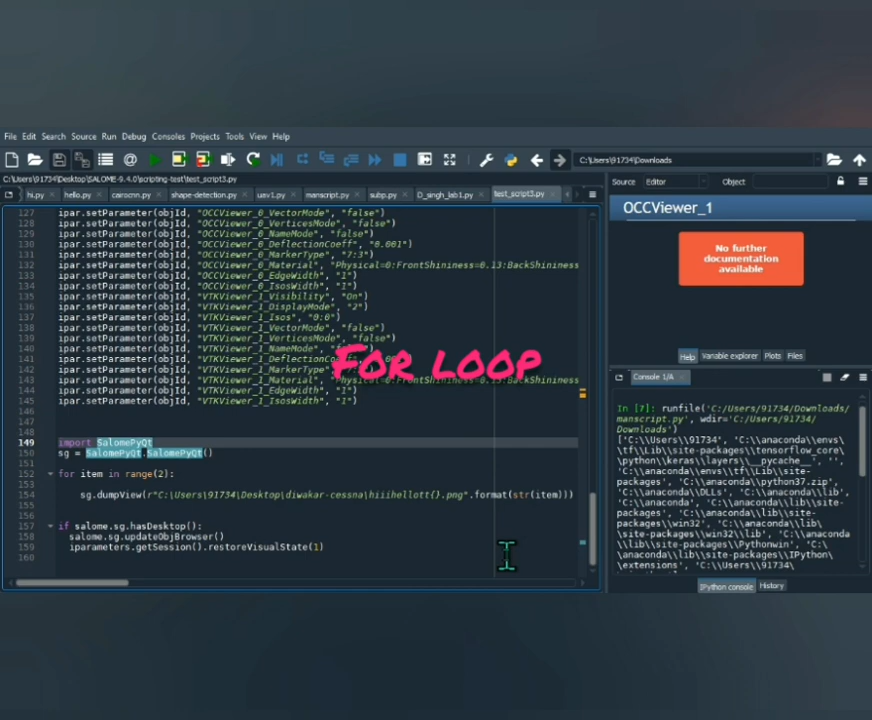 File Edit Search Source Run Debug Consoles Projects Tools View Help
C:\Users\91734\Downloads
C:\Users\91734\Desktop\SALOME-9.4.0\scripting-test\test_script3.py
hi.py hello.py cairocnn.py shape-detection.py uav1.py manscript.py subp.py D_singh_lab1.py test_script3.py
127 ipar.setParameter(objId, "OCCViewer_0_VectorMode", "false")
128 ipar.setParameter(objId, "OCCViewer_0_VerticesMode", "false")
129 ipar.setParameter(objId, "OCCViewer_0_NameMode", "false")
130 ipar.setParameter(objId, "OCCViewer_0_DeflectionCoeff", "0.001")
131 ipar.setParameter(objId, "OCCViewer_0_MarkerType", "7:3")
132 ipar.setParameter(objId, "OCCViewer_0_Material", "Physical=0:FrontShininess=0.13:BackShininess
133 ipar.setParameter(objId, "OCCViewer_0_EdgeWidth", "1")
134 ipar.setParameter(objId, "OCCViewer_0_IsosWidth", "1")
135 ipar.setParameter(objId, "VTKViewer_1_Visibility", "On")
136 ipar.setParameter(objId, "VTKViewer_1_DisplayMode", "2")
137 ipar.setParameter(objId, "VTKViewer_1_Isos", "0:0")
138 ipar.setParameter(objId, "VTKViewer_1_VectorMode", "false")
139 ipar.setParameter(objId, "VTKViewer_1_VerticesMode", "false")
140 ipar.setParameter(objId, "VTKViewer_1_NameMode", "false")
141 ipar.setParameter(objId, "VTKViewer_1_DeflectionCoeff",
142 ipar.setParameter(objId, "VTKViewer_1_MarkerType",
143 ipar.setParameter(objId, "VTKViewer_1_Material", "Physical=0:FrontShininess=0.13:BackShininess
144 ipar.setParameter(objId, "VTKViewer_1_EdgeWidth", "1")
145 ipar.setParameter(objId, "VTKViewer_1_IsosWidth", "1")
146
147
148
149 import SalomePyQt
150 sg = SalomePyQt.SalomePyQt()
151
152 for item in range(2):
153
154 sg.dumpView(r"C:\Users\91734\Desktop\diwakar-cessna\hiiihellott{}.png".format(str(item)))
155
156
157 if salome.sg.hasDesktop():
158 salome.sg.updateObjBrowser()
159 iparameters.getSession().restoreVisualState(1)
160
For loop
Source Editor Object
OCCViewer_1
No further
documentation
available
Help Variable explorer Plots Files
Console 1/A
In [7]: runfile('C:/Users/91734/Downloads/
manscript.py', wdir='C:/Users/91734/
Downloads')
['C:\\Users\\91734', 'C:\\anaconda\\envs
\\tf\\Lib\\site-packages\\tensorflow_core
\\python\\keras\\layers\\__pycache__', '',
'C:\\anaconda\\envs\\tf\\Lib\\site-
packages', 'C:\\anaconda\\python37.zip',
'C:\\anaconda\\DLLs', 'C:\\anaconda\\lib',
'C:\\anaconda', 'C:\\anaconda\\lib\\site-
packages', 'C:\\anaconda\\lib\\site-
packages\\win32', 'C:\\anaconda\\lib
\\site-packages\\win32\\lib', 'C:\\anaconda
\\lib\\site-packages\\Pythonwin', 'C:\
\anaconda\\lib\\site-packages\\IPython
\\extensions', 'C:\\Users\\91734\
IPython console History